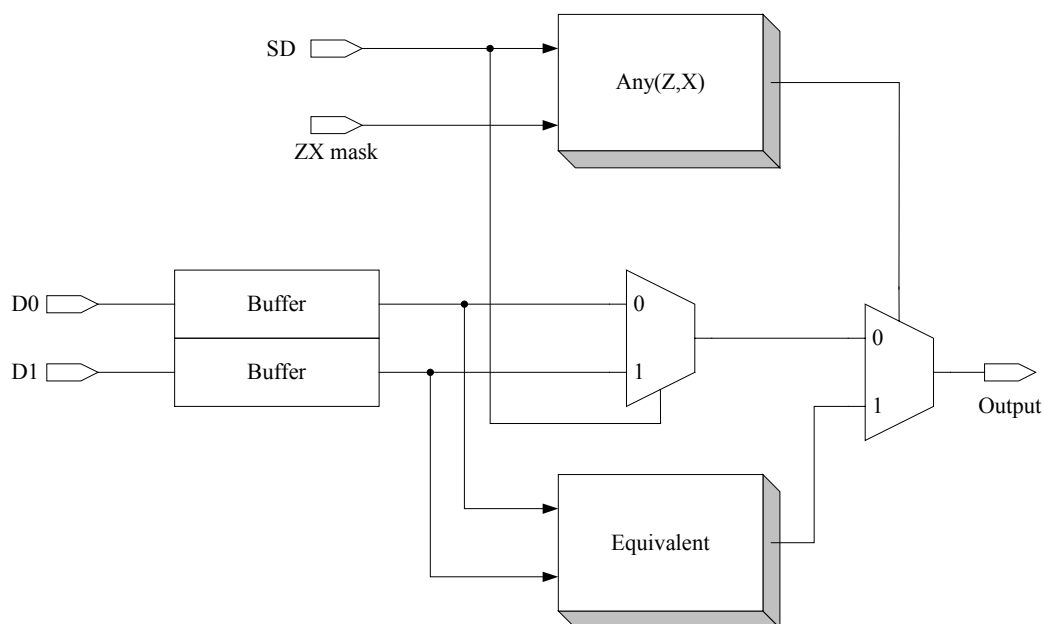 SD
Any(Z,X)
ZX mask
D0
Buffer
0
D1
Buffer
1
0
1
Output
Equivalent